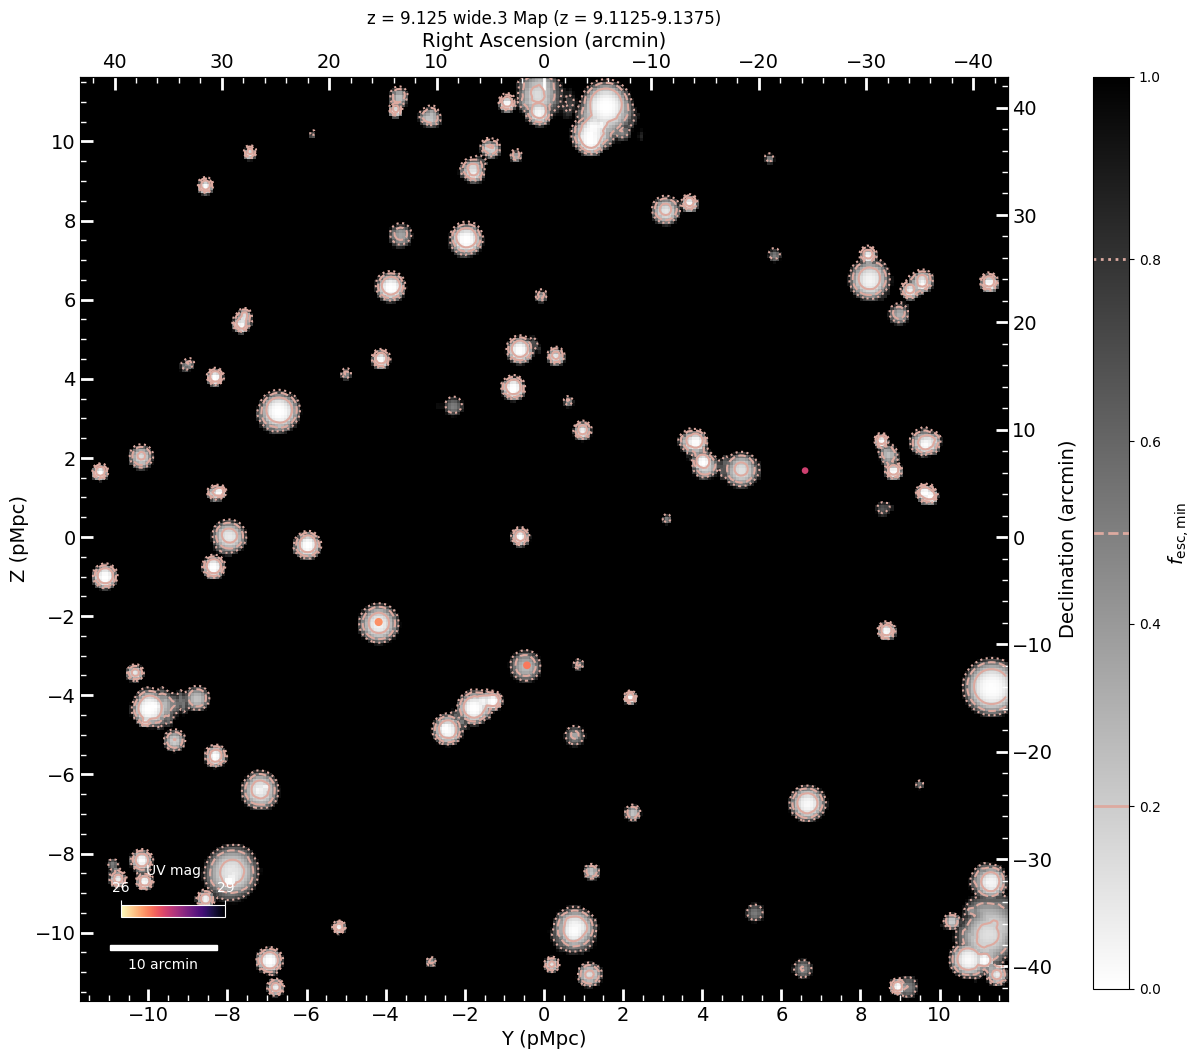 z = 9.125 wide.3 Map (z = 9.1125-9.1375)
Right Ascension (arcmin)
40 30 20 10 0 −10 −20 −30 −40
10
8
6
4
2
0
−2
−4
−6
−8
−10
Z (pMpc)
40
30
20
10
0
−10
−20
−30
−40
Declination (arcmin)
1.0
0.8
0.6
0.4
0.2
0.0
fesc,min
UV mag
26 29
10 arcmin
−10 −8 −6 −4 −2 0 2 4 6 8 10
Y (pMpc)